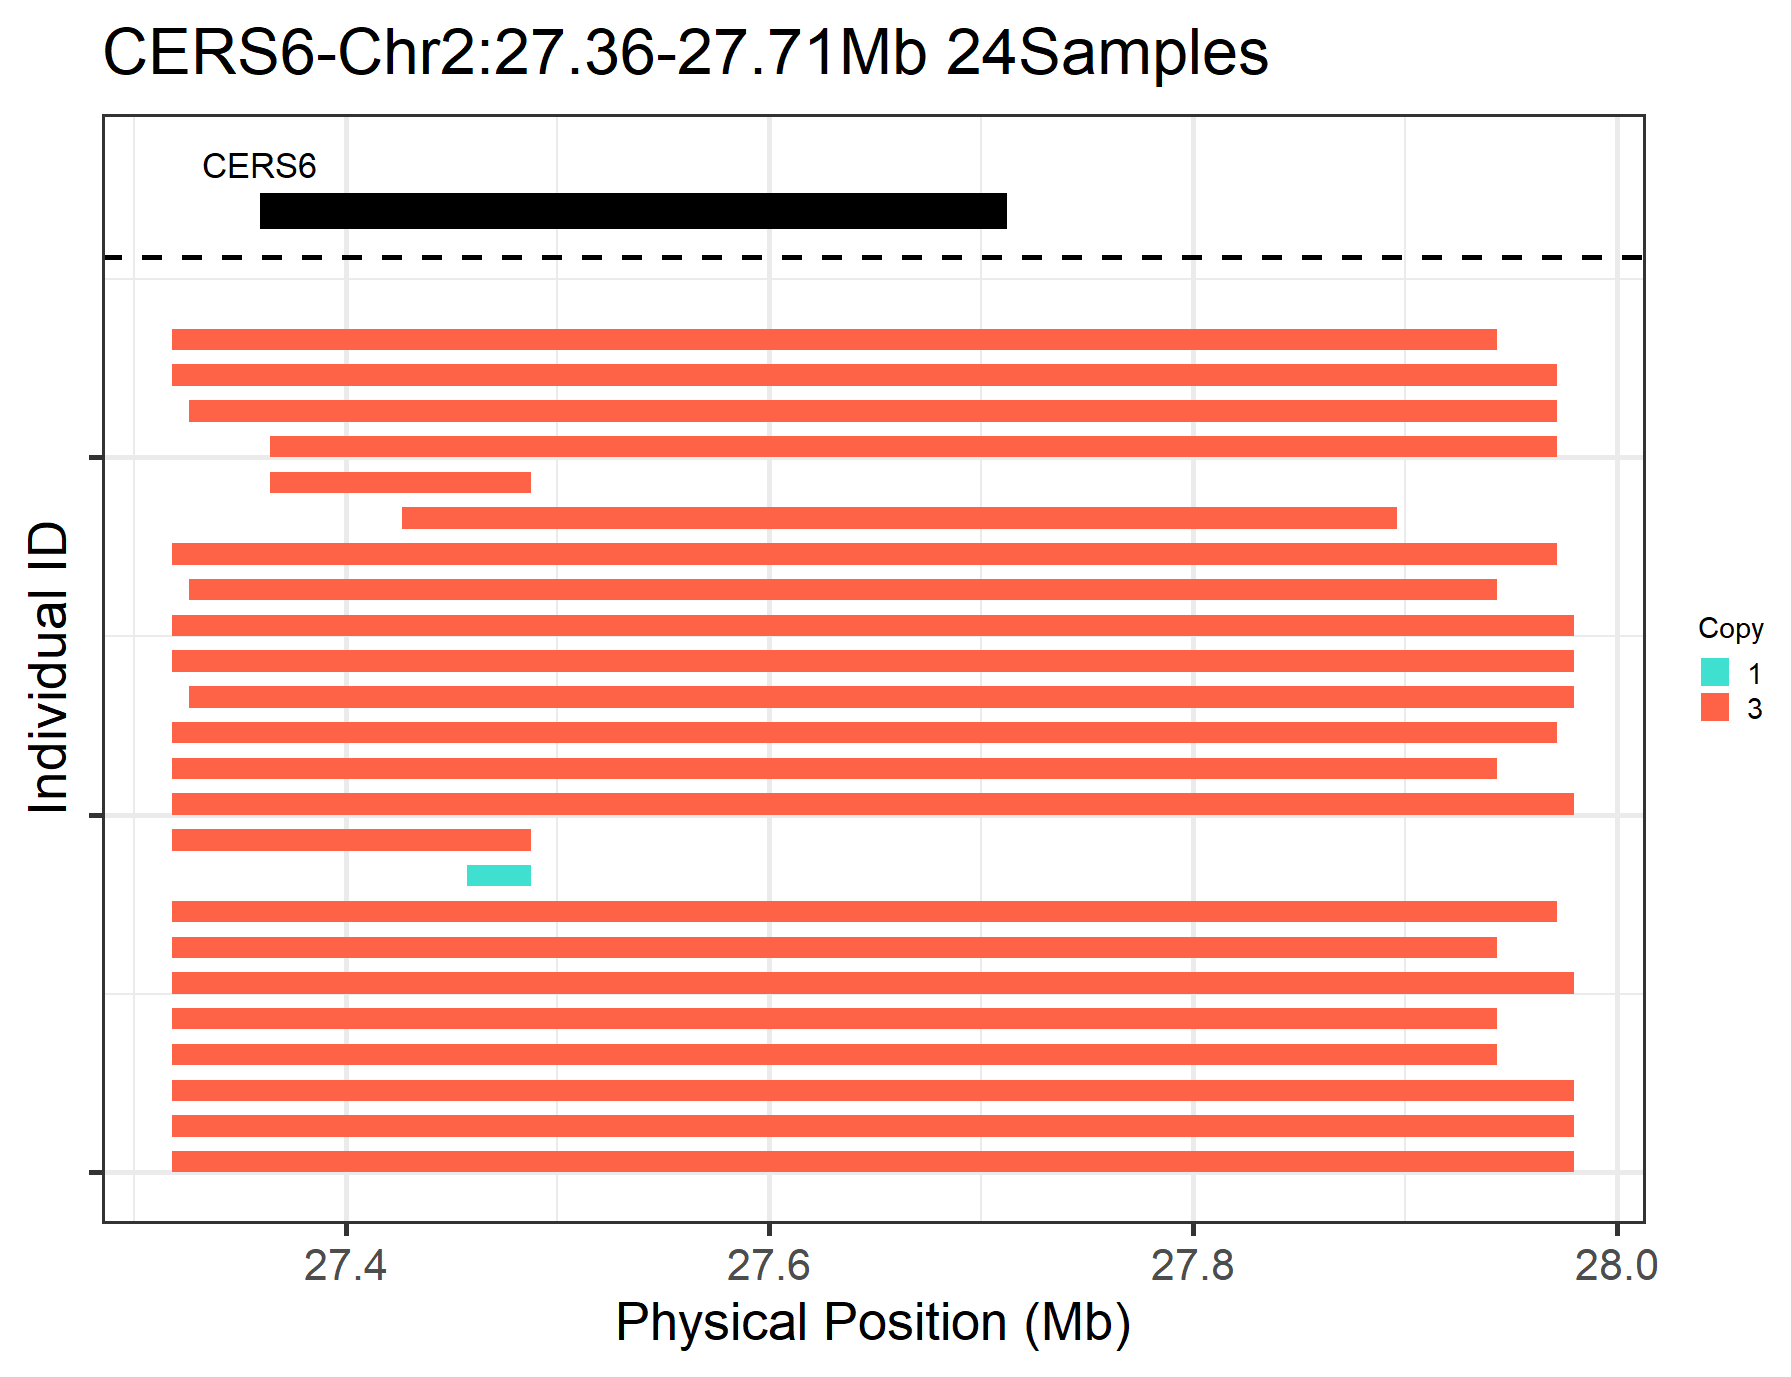 CERS6-Chr2:27.36-27.71Mb 24Samples
CERS6
Individual ID
Copy
1
3
27.4
27.6
27.8
28.0
Physical Position (Mb)